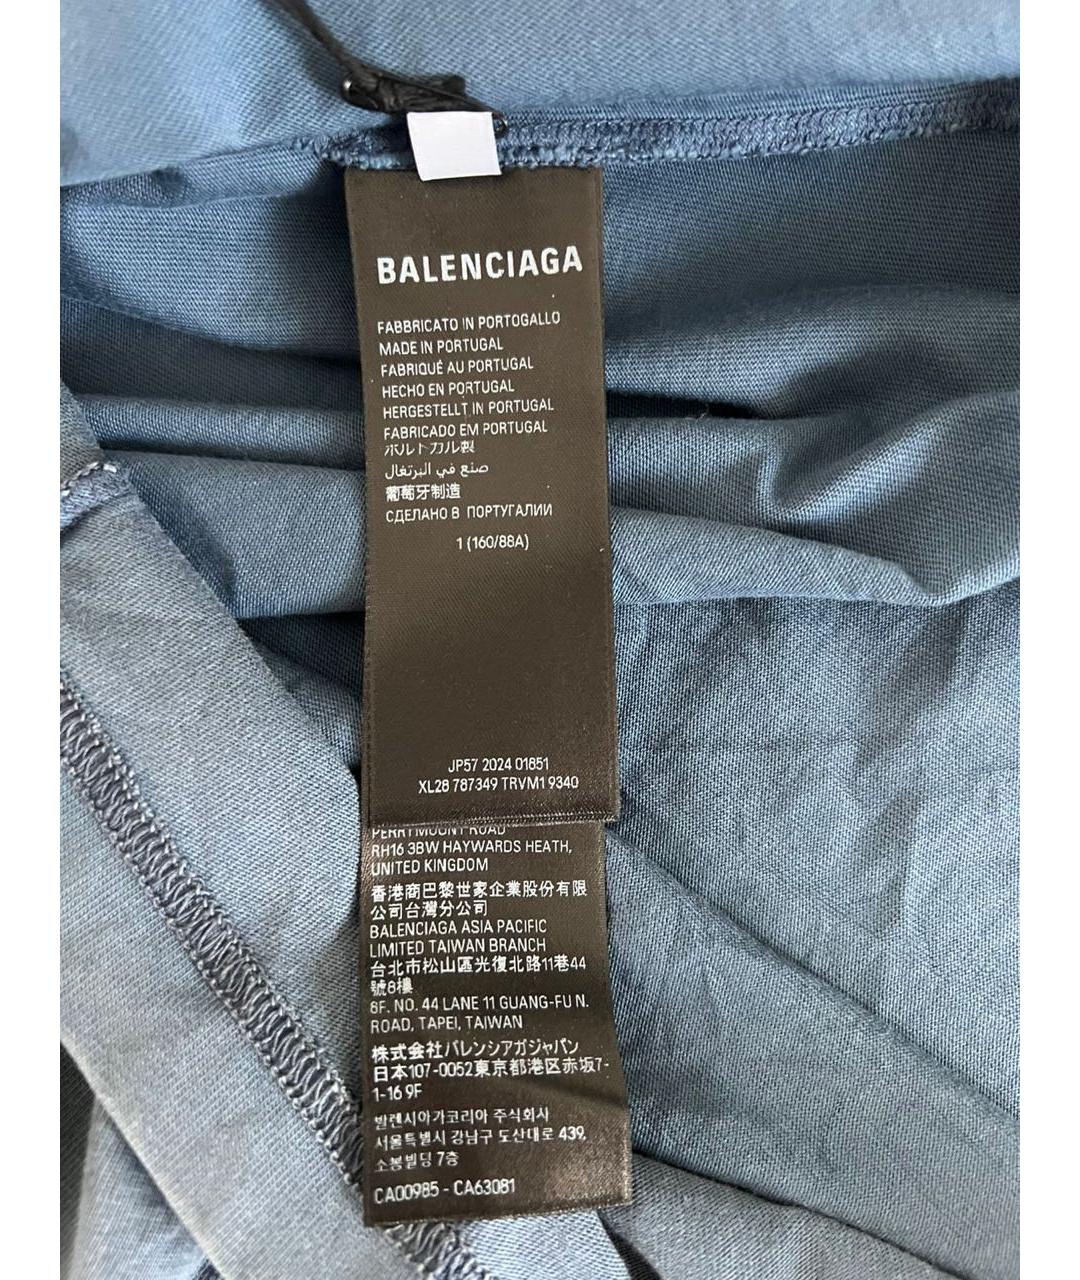 BALENCIAGA
FABBRICATO IN PORTOGALLO
MADE IN PORTUGAL
FABRIQUÉ AU PORTUGAL
HECHO EN PORTUGAL
HERGESTELLT IN PORTUGAL
FABRICADO EM PORTUGAL
ポルトガル製
صنع في البرتغال
葡萄牙制造
СДЕЛАНО В ПОРТУГАЛИИ
1 (160/88A)
JP57 2024 01851
XL28 787349 TRVM1 9340
PERRYMOUNT ROAD
RH16 3BW HAYWARDS HEATH,
UNITED KINGDOM
香港商巴黎世家企業股份有限
公司台灣分公司
BALENCIAGA ASIA PACIFIC
LIMITED TAIWAN BRANCH
台北市松山區光復北路11巷44
號8樓
8F. NO. 44 LANE 11 GUANG-FU N.
ROAD, TAPEI, TAIWAN
株式会社バレンシアガジャパン
日本107-0052東京都港区赤坂7-
1-16 9F
발렌시아가코리아 주식회사
서울특별시 강남구 도산대로 439,
소봉빌딩 7층
CA00985 - CA63081